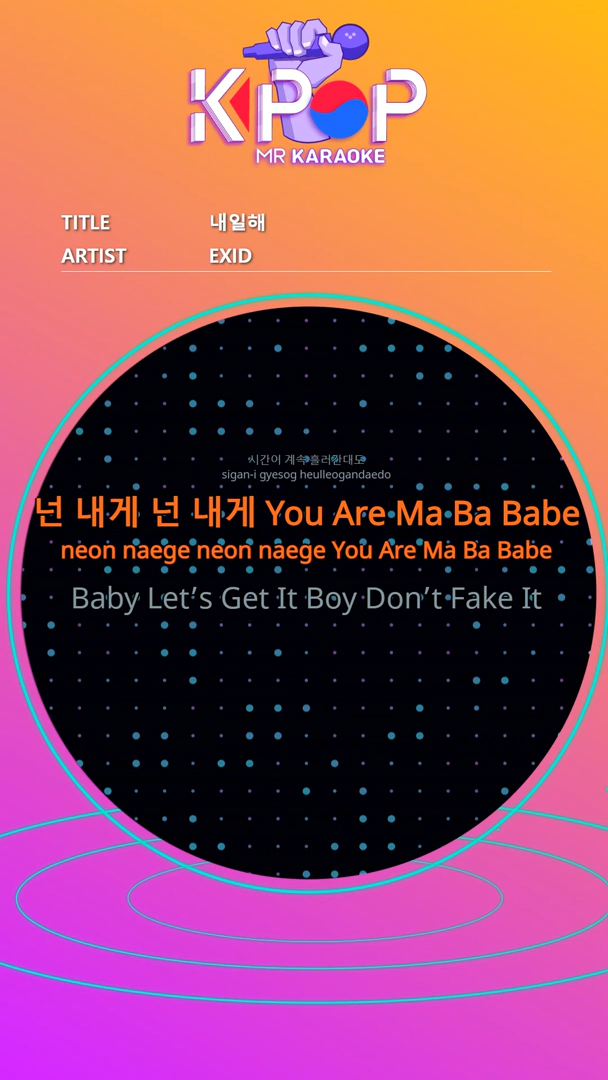 KPOP
MR KARAOKE
TITLE 내일해
ARTIST EXID
시간이 계속 흘러간대도
sigan-i gyesog heulleogandaedo
넌 내게 넌 내게 You Are Ma Ba Babe
neon naege neon naege You Are Ma Ba Babe
Baby Let’s Get It Boy Don’t Fake It